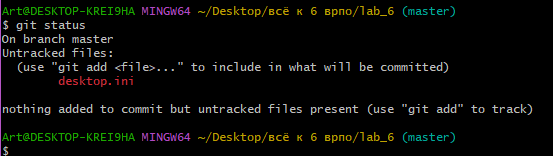 Art@DESKTOP-KREI9HA MINGW64 ~/Desktop/всё к 6 врпо/lab_6 (master)
$ git status
On branch master
Untracked files:
  (use "git add <file>..." to include in what will be committed)
        desktop.ini

nothing added to commit but untracked files present (use "git add" to track)

Art@DESKTOP-KREI9HA MINGW64 ~/Desktop/всё к 6 врпо/lab_6 (master)
$